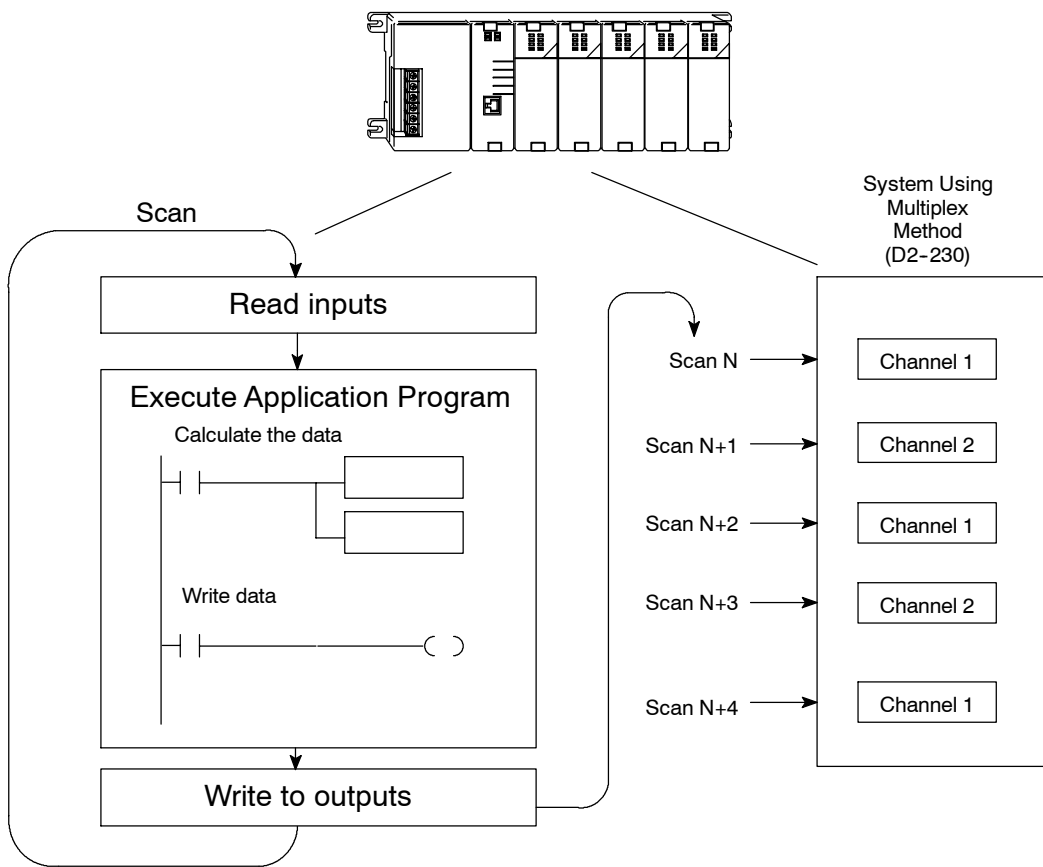 System Using
Multiplex
Method
(D2-230)
Scan
Read inputs
Execute Application Program
Calculate the data
Write data
Write to outputs
Scan N
Channel 1
Scan N+1
Channel 2
Scan N+2
Channel 1
Scan N+3
Channel 2
Scan N+4
Channel 1